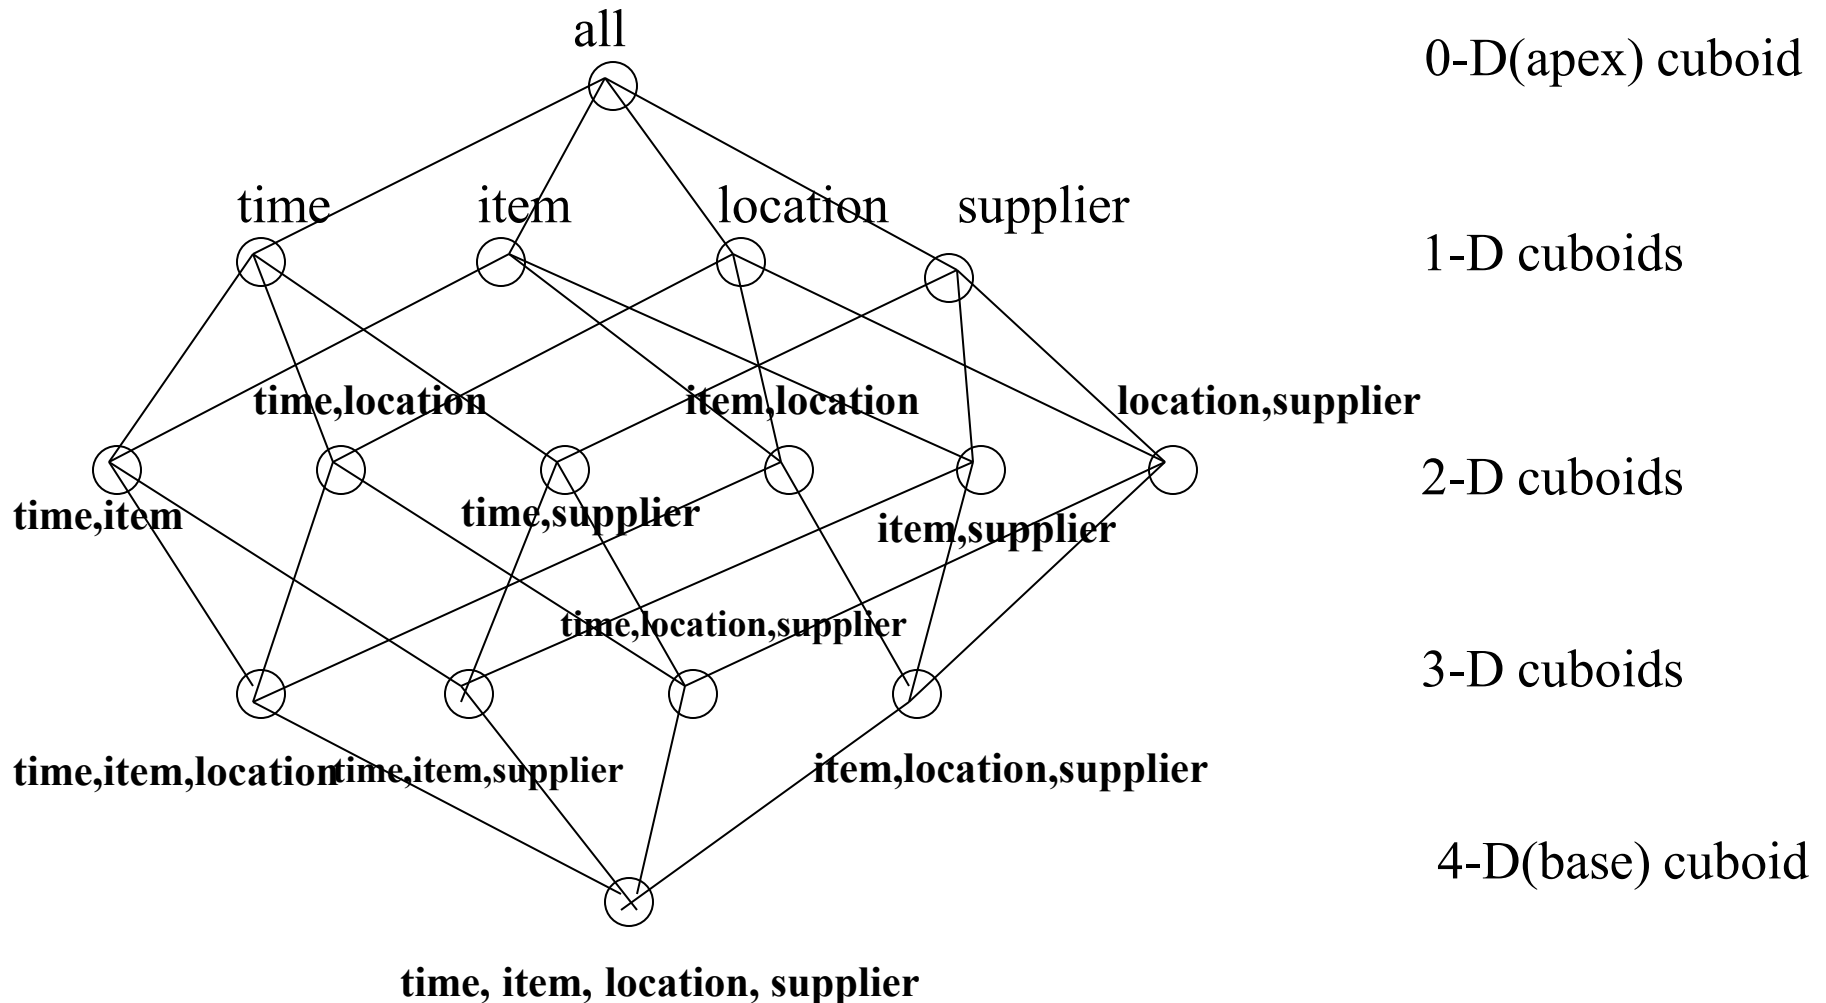 all
0-D(apex) cuboid
time
item
location
supplier
1-D cuboids
time,location
item,location
location,supplier
2-D cuboids
time,item
time,supplier
item,supplier
time,location,supplier
3-D cuboids
time,item,location
time,item,supplier
item,location,supplier
4-D(base) cuboid
time, item, location, supplier